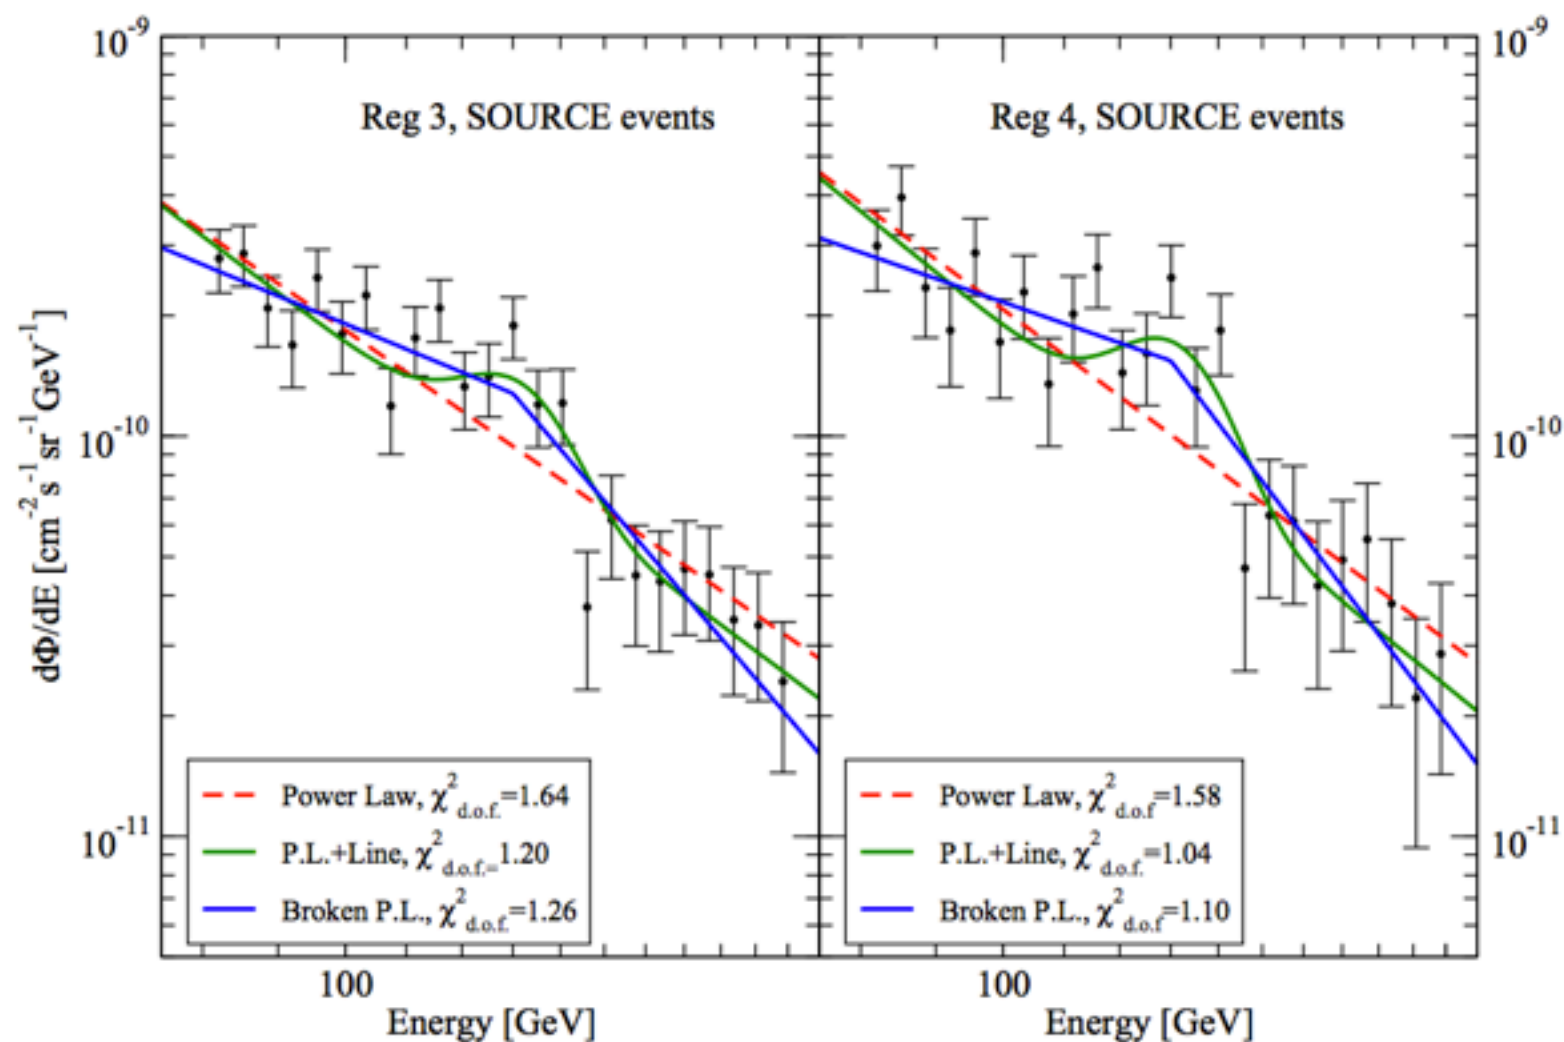 10⁻⁹
10⁻¹⁰
10⁻¹¹
dΦ/dE [cm⁻² s⁻¹ sr⁻¹ GeV⁻¹]
Reg 3, SOURCE events
Power Law, χ²d.o.f.=1.64
P.L.+Line, χ²d.o.f.=1.20
Broken P.L., χ²d.o.f.=1.26
100
Energy [GeV]
Reg 4, SOURCE events
Power Law, χ²d.o.f=1.58
P.L.+Line, χ²d.o.f.=1.04
Broken P.L., χ²d.o.f=1.10
100
Energy [GeV]
10⁻⁹
10⁻¹⁰
10⁻¹¹